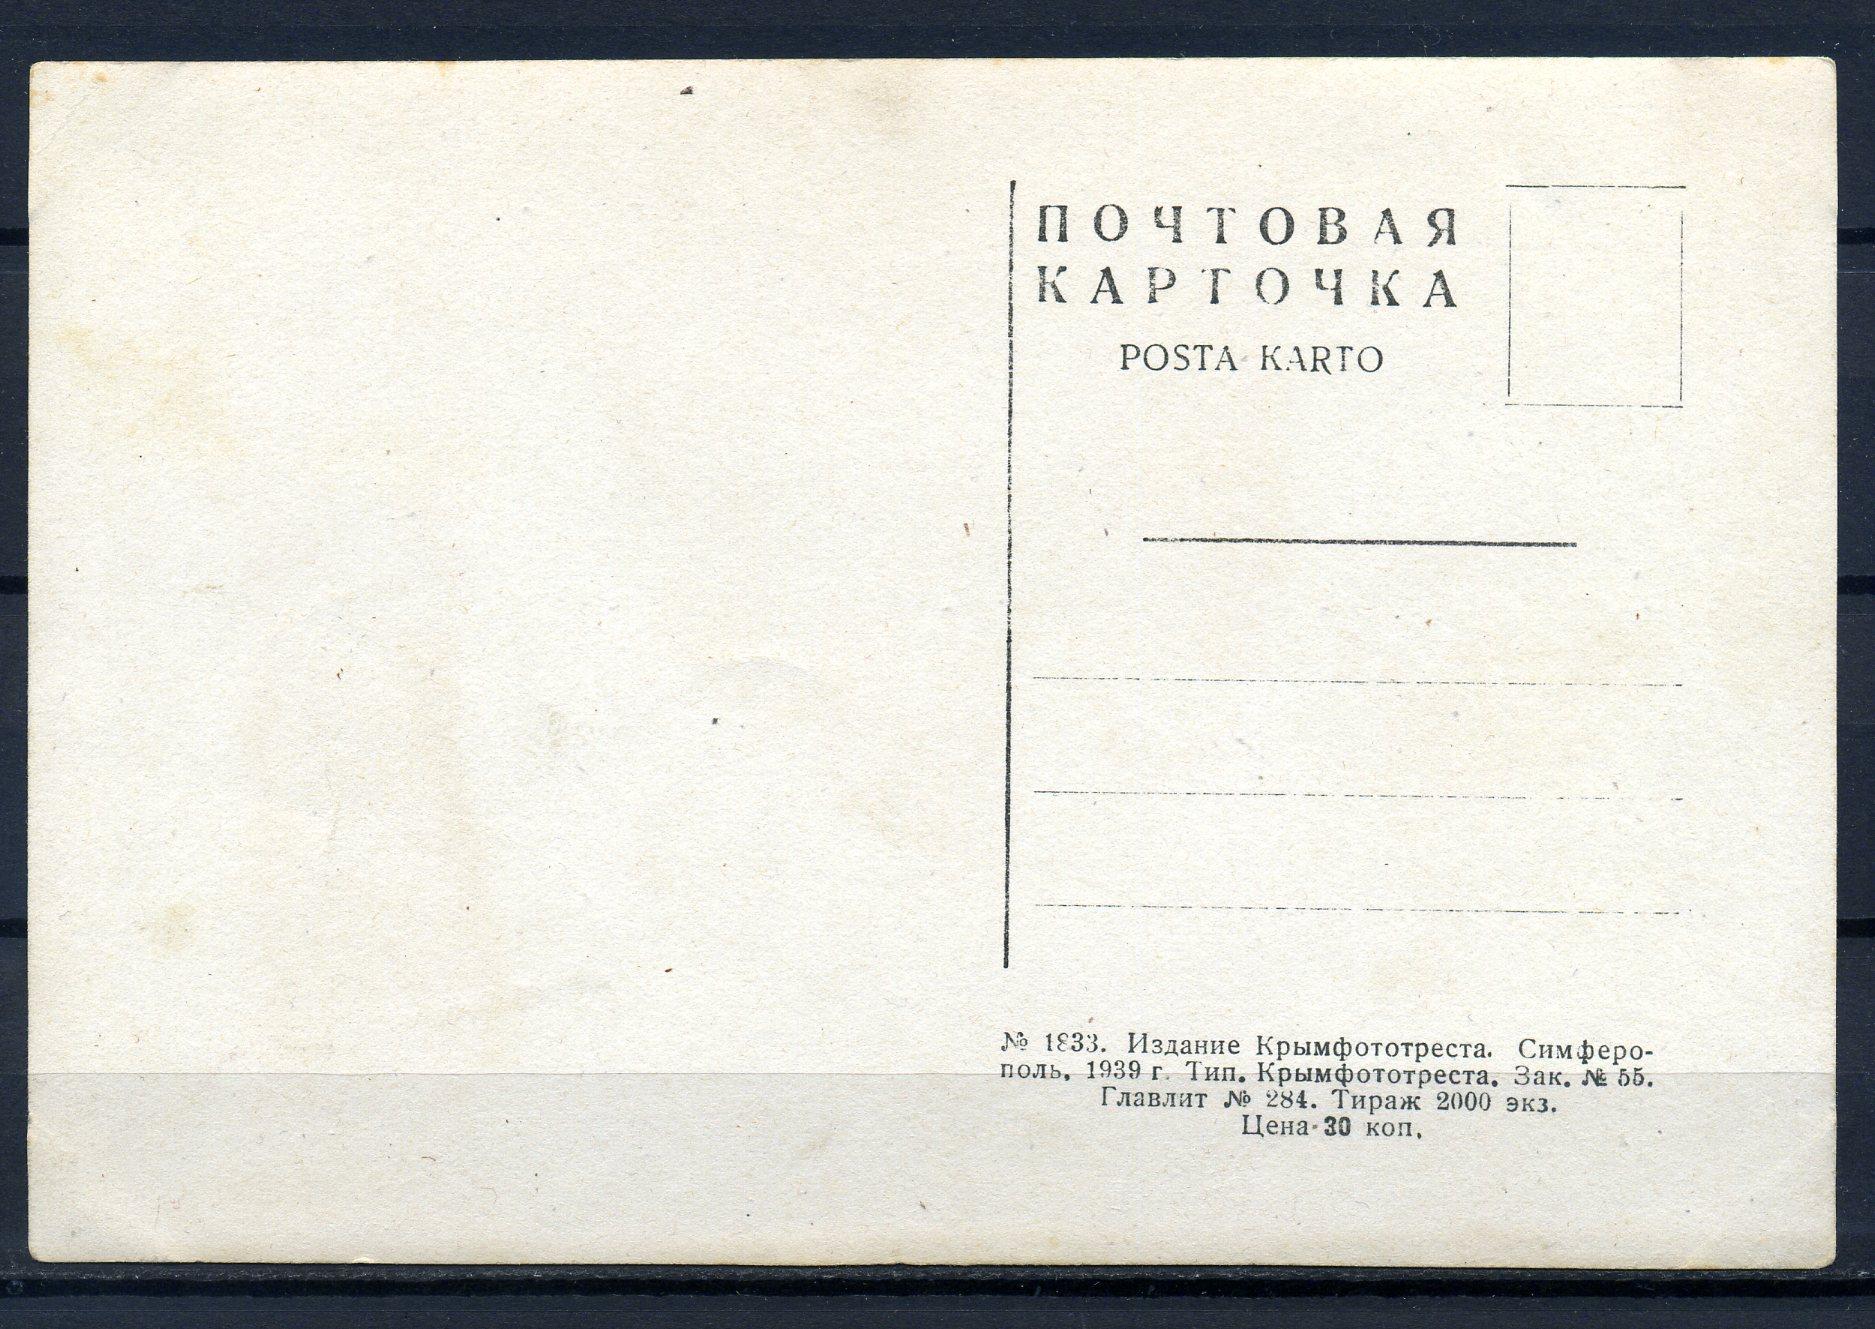 ПОЧТОВАЯ
КАРТОЧКА
POSTA KARTO
№ 1833. Издание Крымфототреста. Симферо-
поль, 1939 г. Тип. Крымфототреста. Зак. № 55.
Главлит № 284. Тираж 2000 экз.
Цена 30 коп.